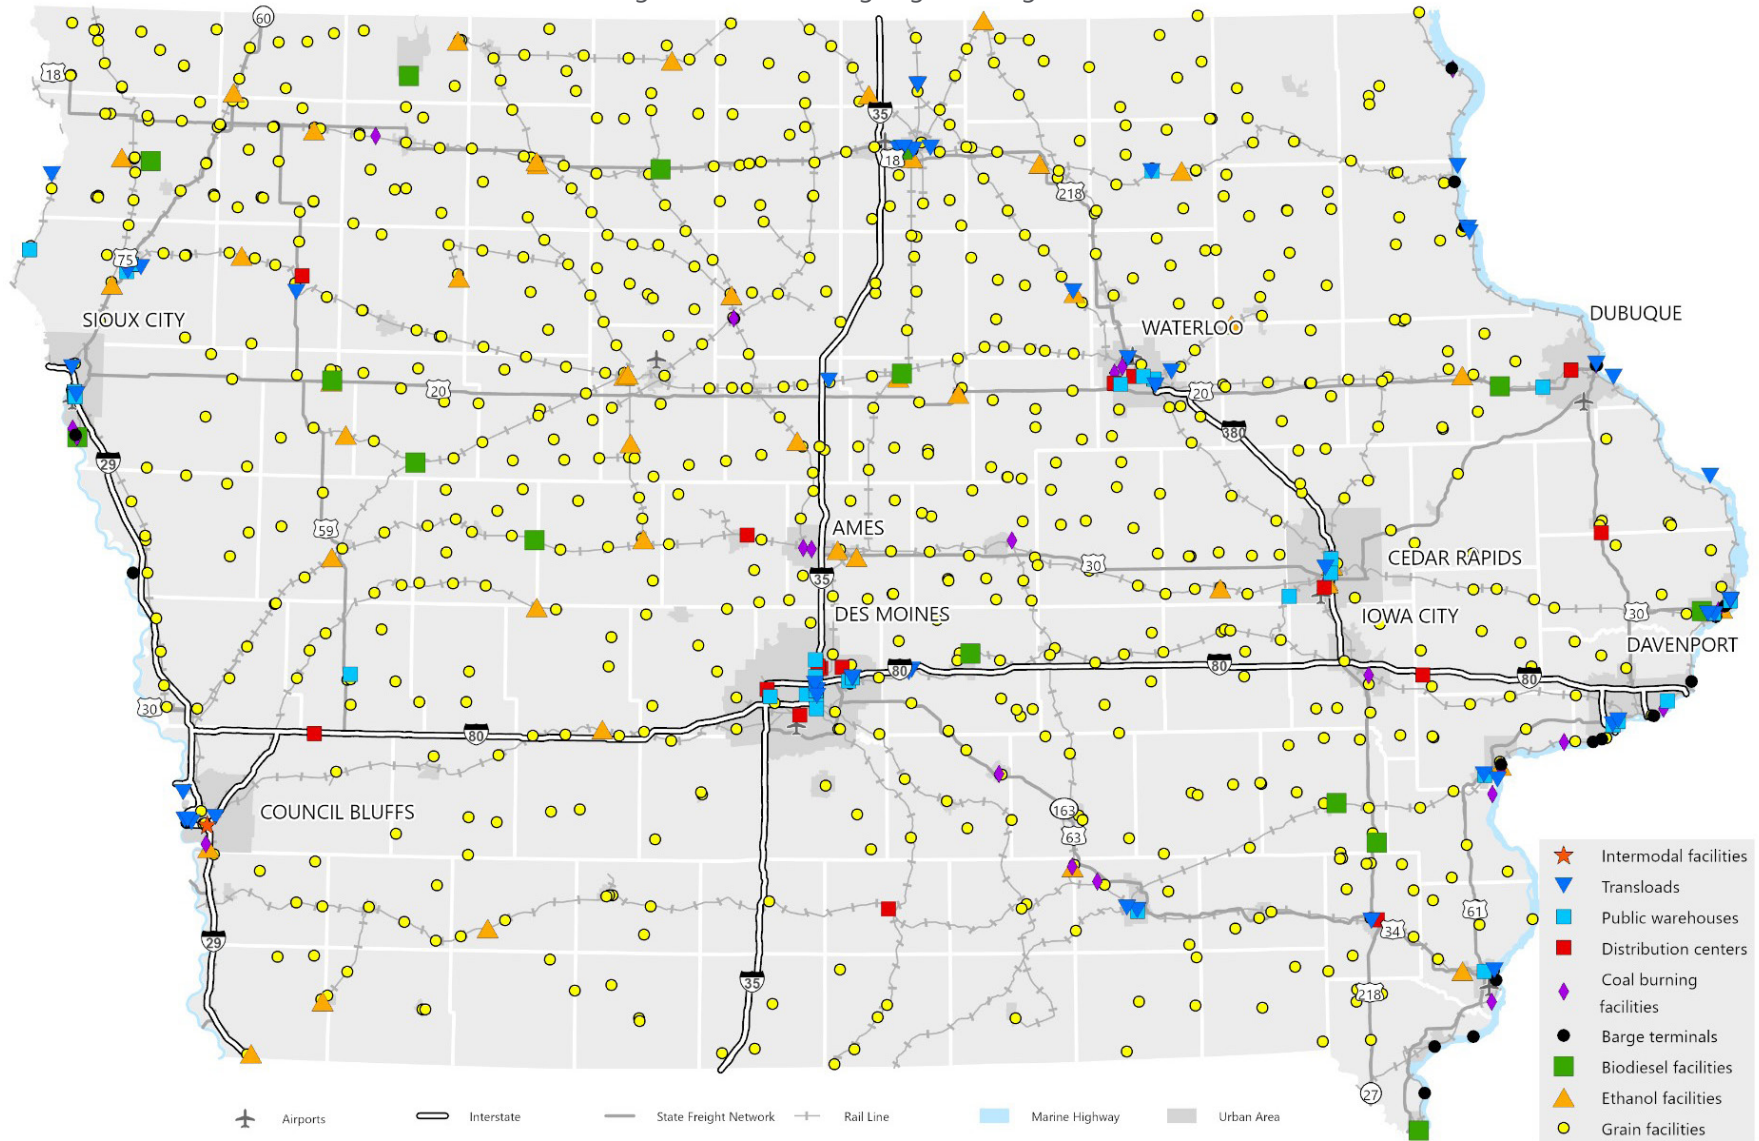 60
18
35
18
218
75
SIOUX CITY
DUBUQUE
WATERLOO
20
20
380
29
59
AMES
30
CEDAR RAPIDS
35
DES MOINES
IOWA CITY
30
DAVENPORT
80
80
80
30
80
COUNCIL BLUFFS
163
63
61
34
29
35
218
27
Intermodal facilities
Transloads
Public warehouses
Distribution centers
Coal burning
facilities
Barge terminals
Biodiesel facilities
Ethanol facilities
Grain facilities
Airports
Interstate
State Freight Network
Rail Line
Marine Highway
Urban Area